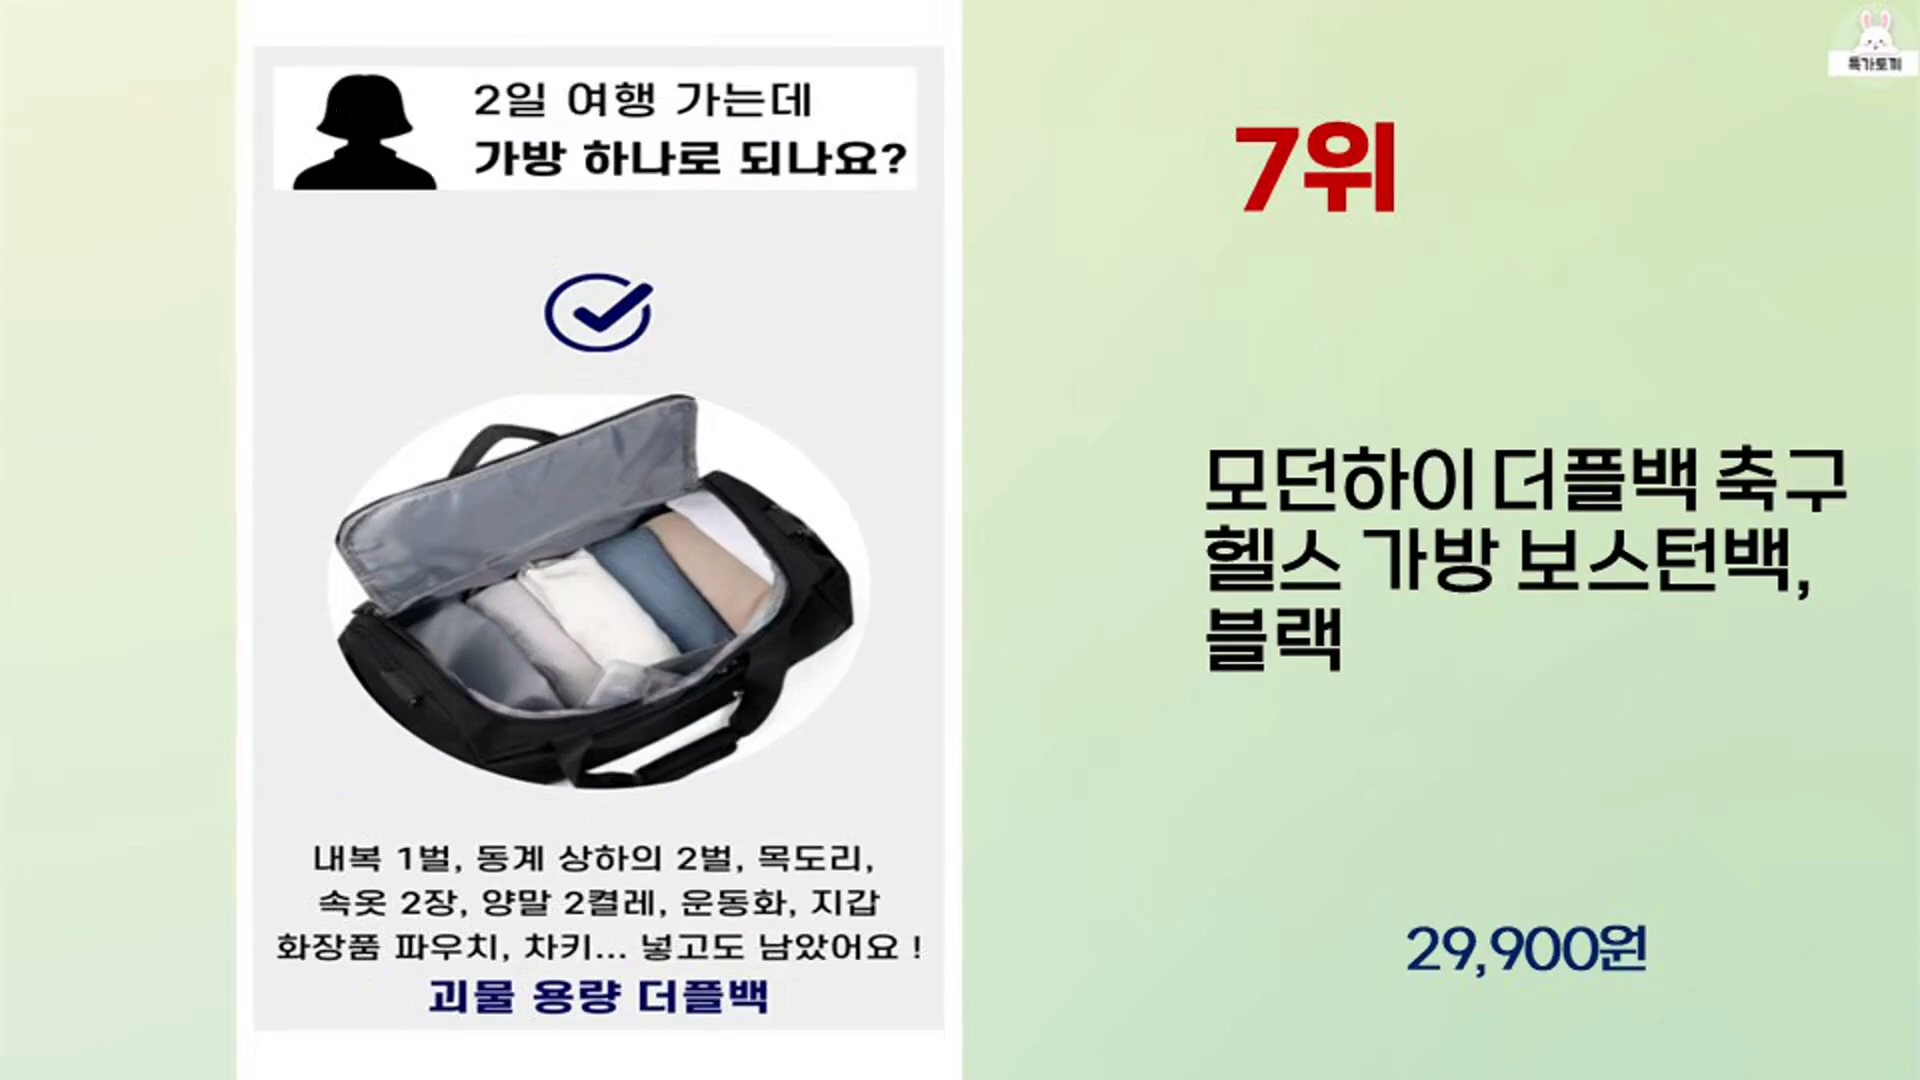 2일 여행 가는데
가방 하나로 되나요?
내복 1벌, 동계 상하의 2벌, 목도리,
속옷 2장, 양말 2켤레, 운동화, 지갑
화장품 파우치, 차키... 넣고도 남았어요 !
괴물 용량 더플백
특가토끼
7위
모던하이 더플백 축구
헬스 가방 보스턴백,
블랙
29,900원